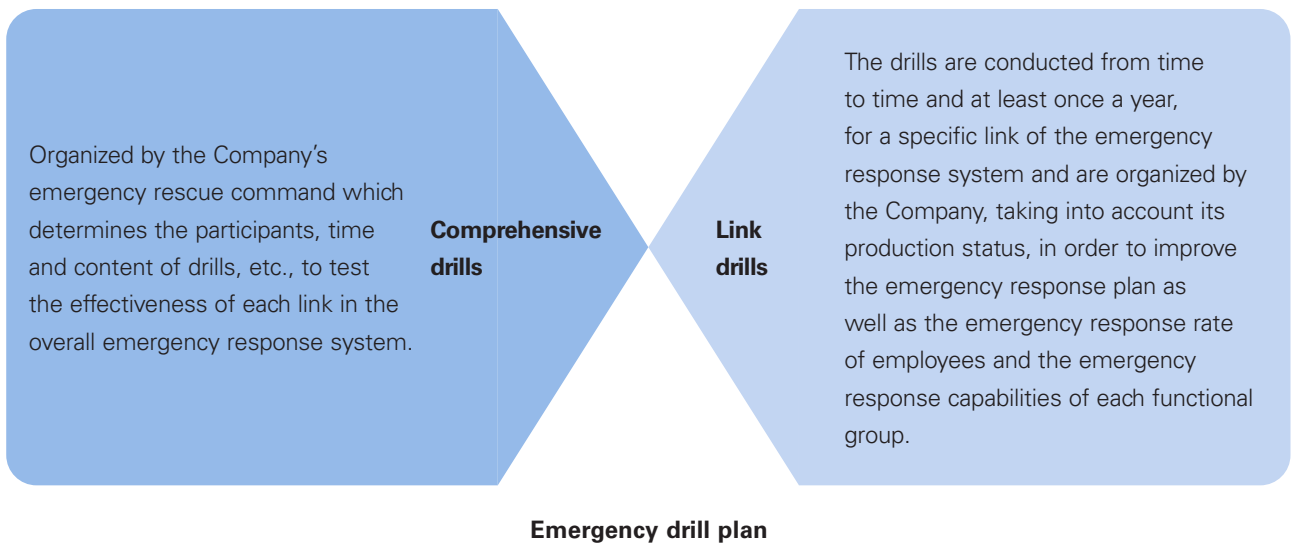 Organized by the Company's
emergency rescue command which
determines the participants, time
and content of drills, etc., to test
the effectiveness of each link in the
overall emergency response system.
Comprehensive
drills
Link
drills
The drills are conducted from time
to time and at least once a year,
for a specific link of the emergency
response system and are organized by
the Company, taking into account its
production status, in order to improve
the emergency response plan as
well as the emergency response rate
of employees and the emergency
response capabilities of each functional
group.
Emergency drill plan